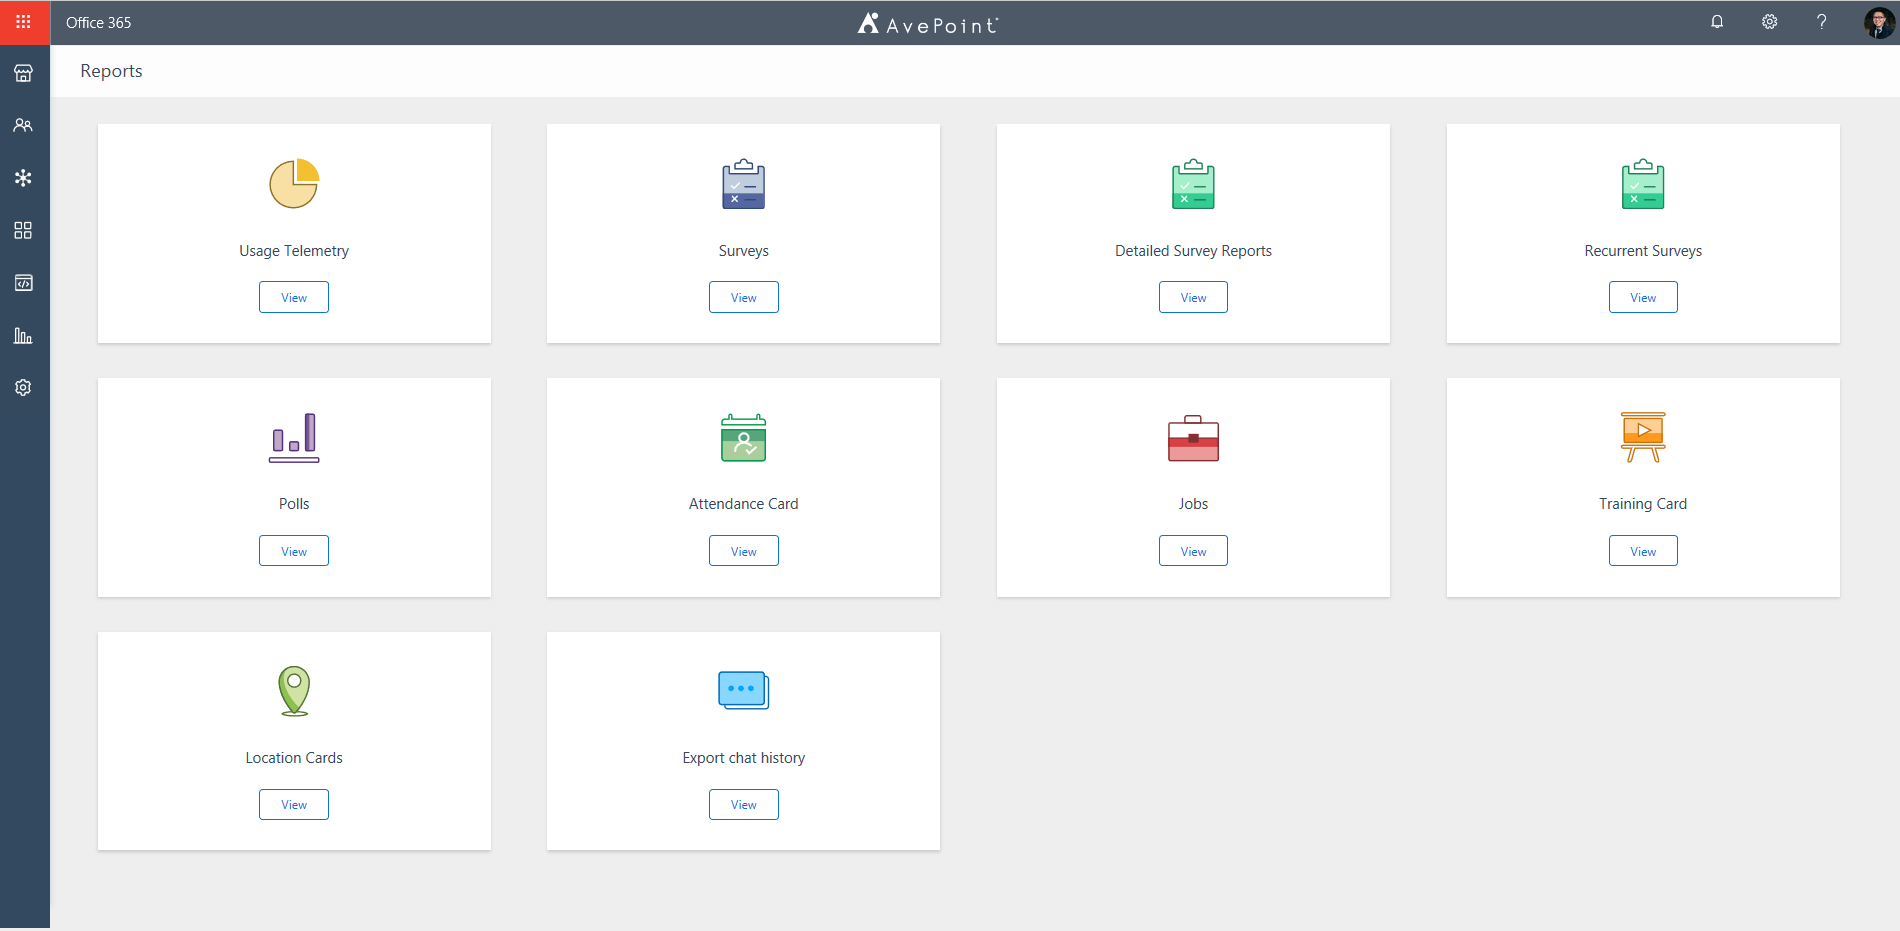 Office 365
AvePoint
?
Reports
Usage Telemetry
View
Surveys
View
Detailed Survey Reports
View
Recurrent Surveys
View
Polls
View
Attendance Card
View
Jobs
View
Training Card
View
Location Cards
View
Export chat history
View